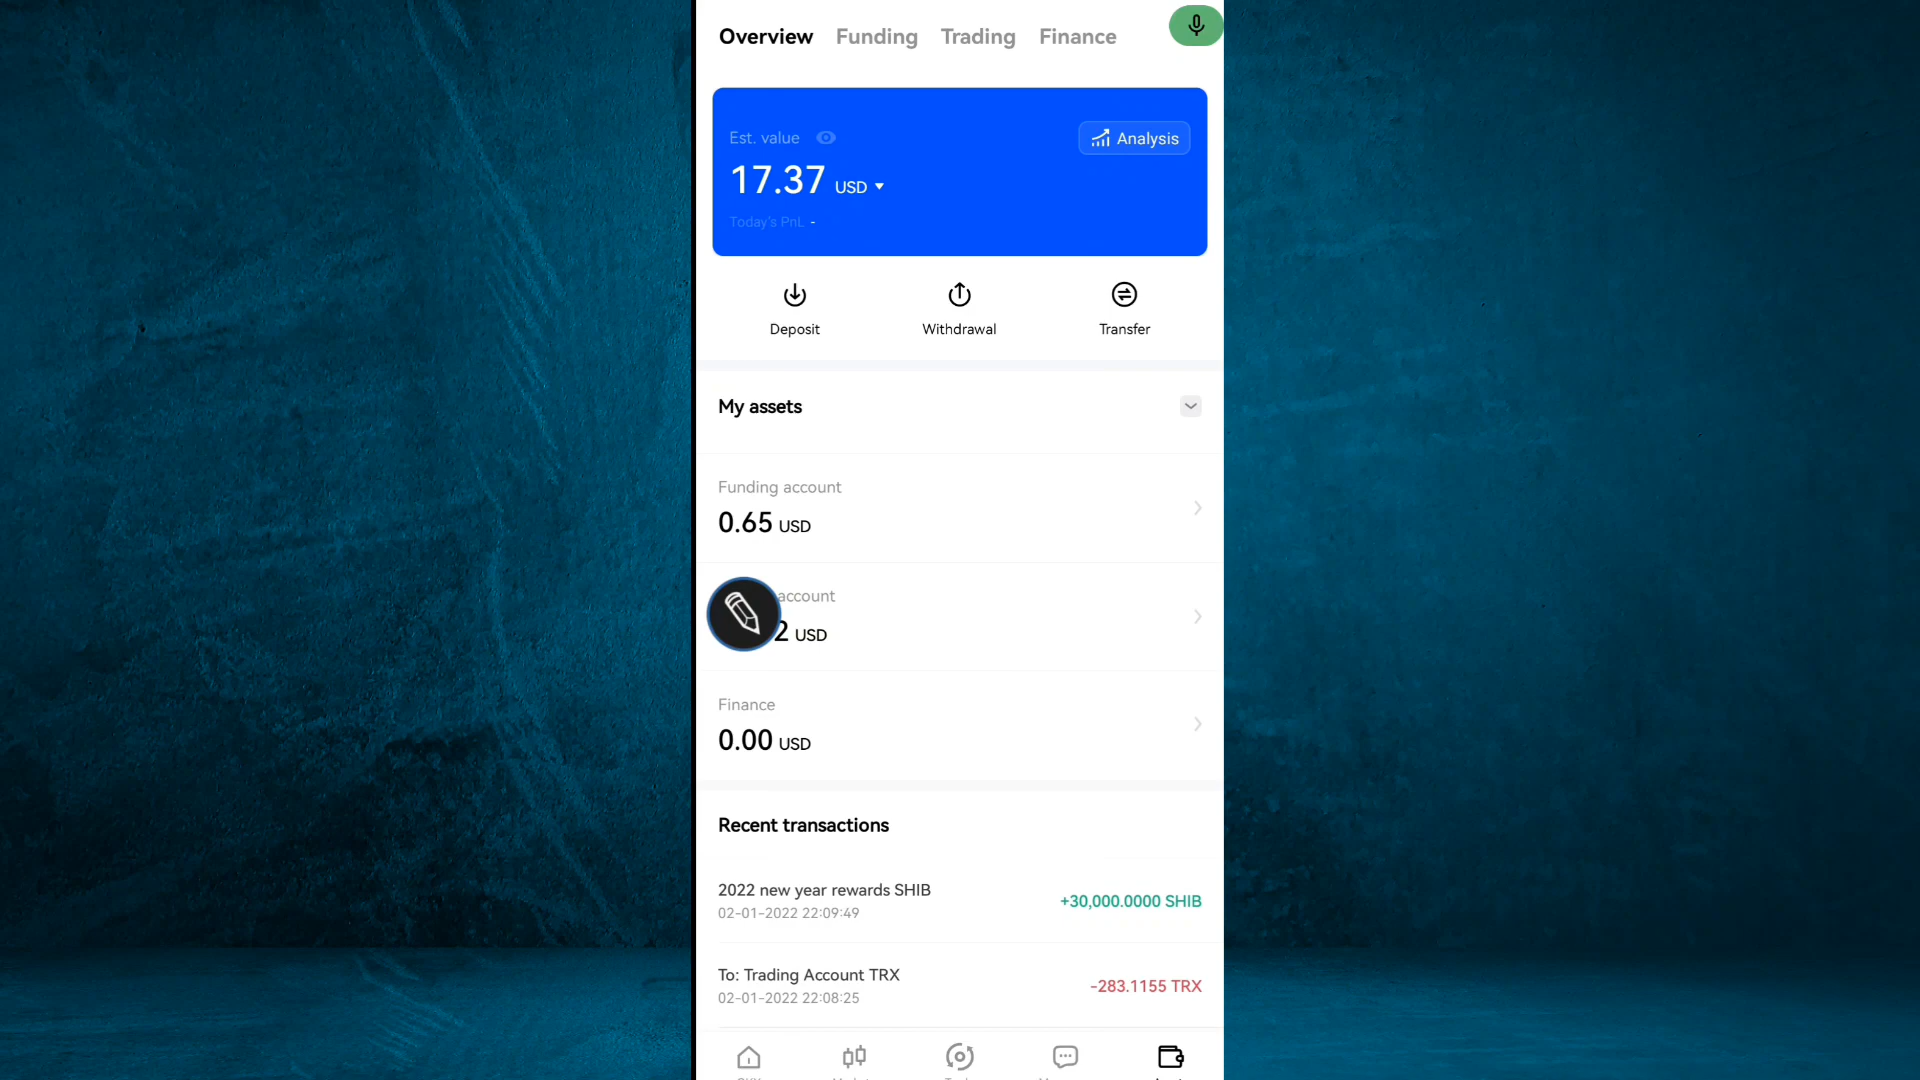 Overview Funding Trading Finance
Est. value
Analysis
17.37 USD
Today's PnL -
Deposit Withdrawal Transfer
My assets
Funding account
0.65 USD
account
2 USD
Finance
0.00 USD
Recent transactions
2022 new year rewards SHIB
+30,000.0000 SHIB
02-01-2022 22:09:49
To: Trading Account TRX
-283.1155 TRX
02-01-2022 22:08:25